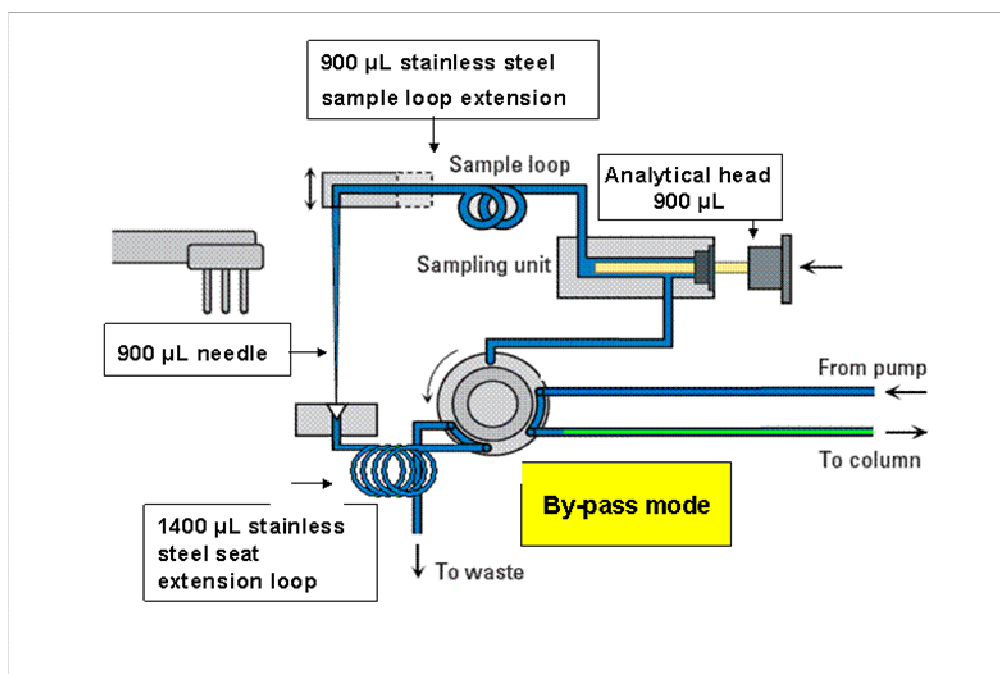 900 µL stainless steel
sample loop extension
Sample loop
Analytical head
900 µL
Sampling unit
900 µL needle
From pump
To column
By-pass mode
1400 µL stainless
steel seat
extension loop
To waste